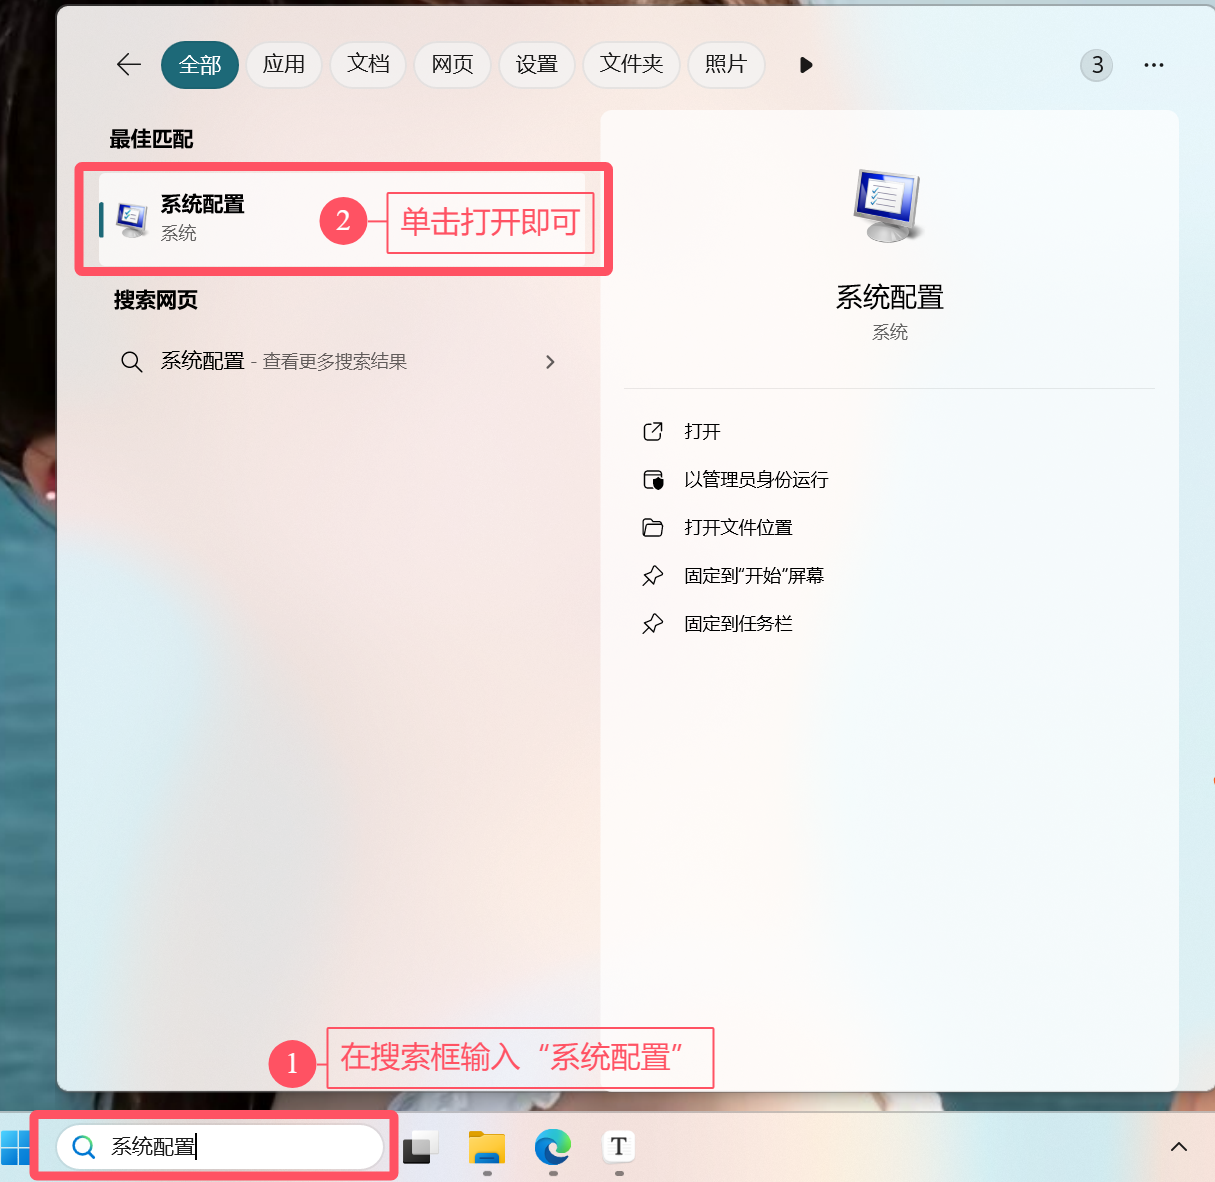 全部 应用 文档 网页 设置 文件夹 照片 3
最佳匹配
系统配置
系统
2 单击打开即可
搜索网页
系统配置 - 查看更多搜索结果
系统配置
系统
打开
以管理员身份运行
打开文件位置
固定到“开始”屏幕
固定到任务栏
1 在搜索框输入“系统配置”
系统配置
T